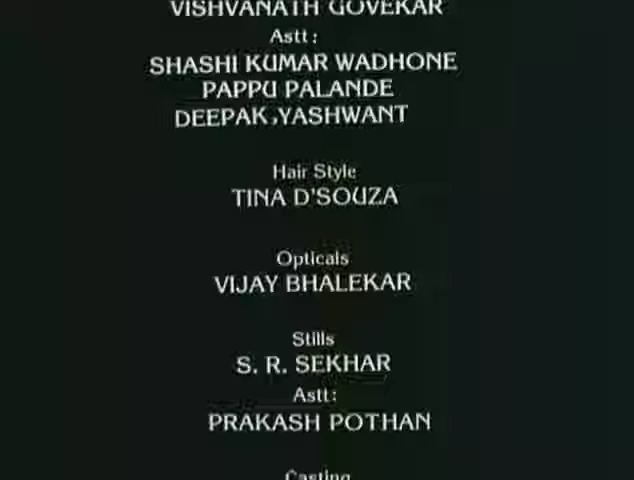 VISHVANATH GOVEKAR
Astt :
SHASHI KUMAR WADHONE
PAPPU PALANDE
DEEPAK,YASHWANT
Hair Style
TINA D'SOUZA
Opticals
VIJAY BHALEKAR
Stills
S. R. SEKHAR
Astt:
PRAKASH POTHAN
Casting